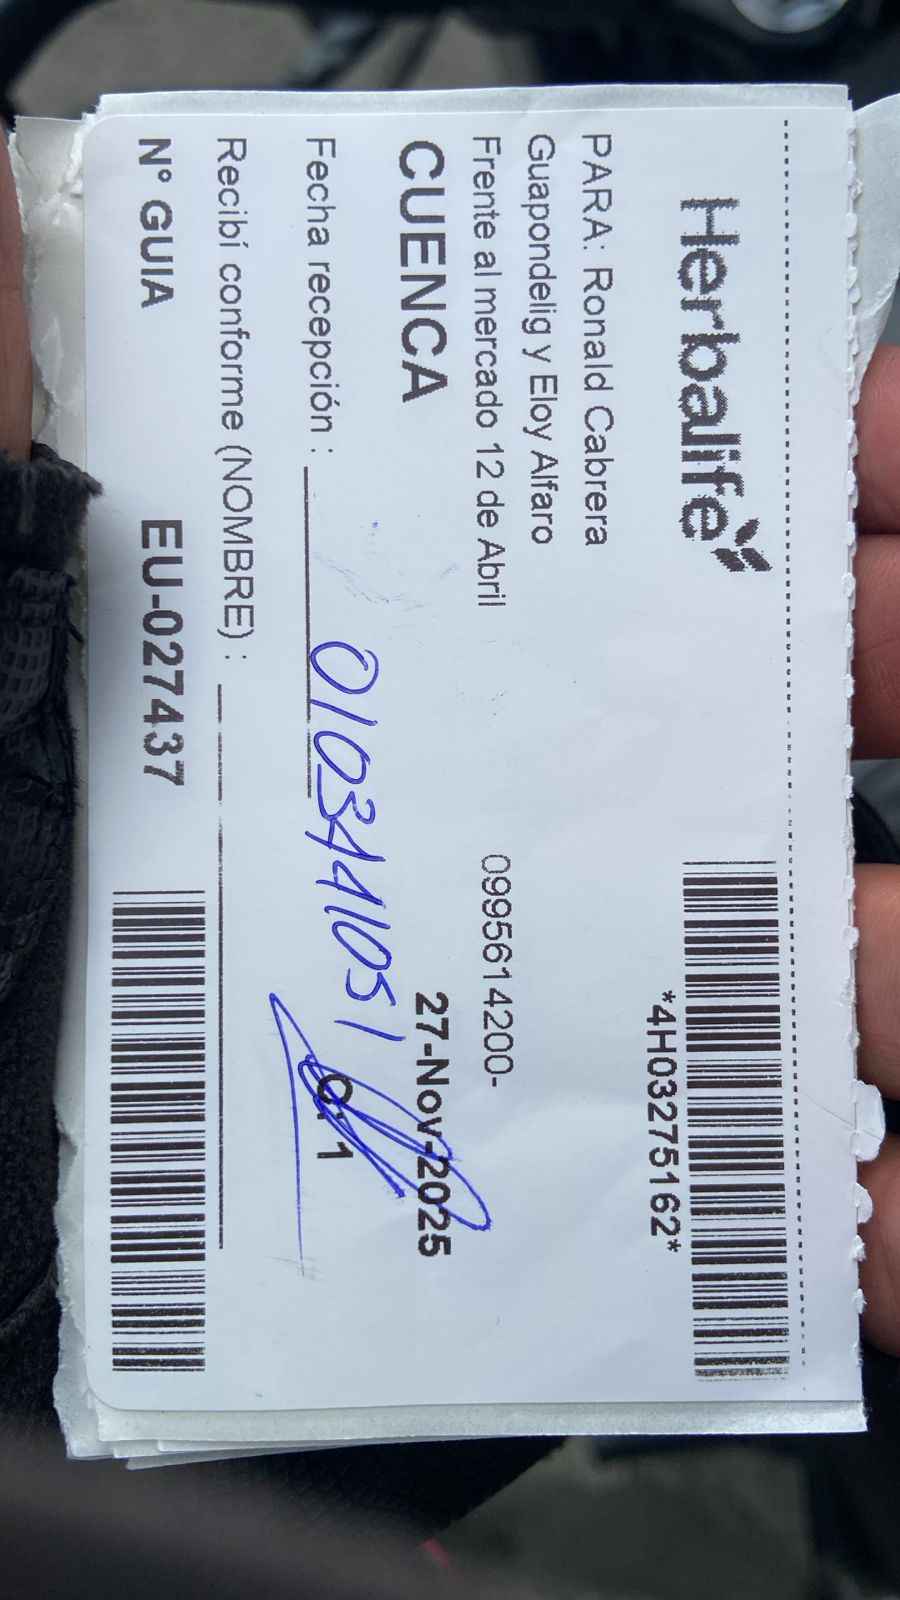 Herbalife
*4H03275162*
PARA: Ronald Cabrera
Guapondelig y Eloy Alfaro
Frente al mercado 12 de Abril
0995614200-
CUENCA
27-Nov-2025
Fecha recepción :
0103441051
Q. 1
Recibí conforme (NOMBRE) :
N° GUIA EU-027437